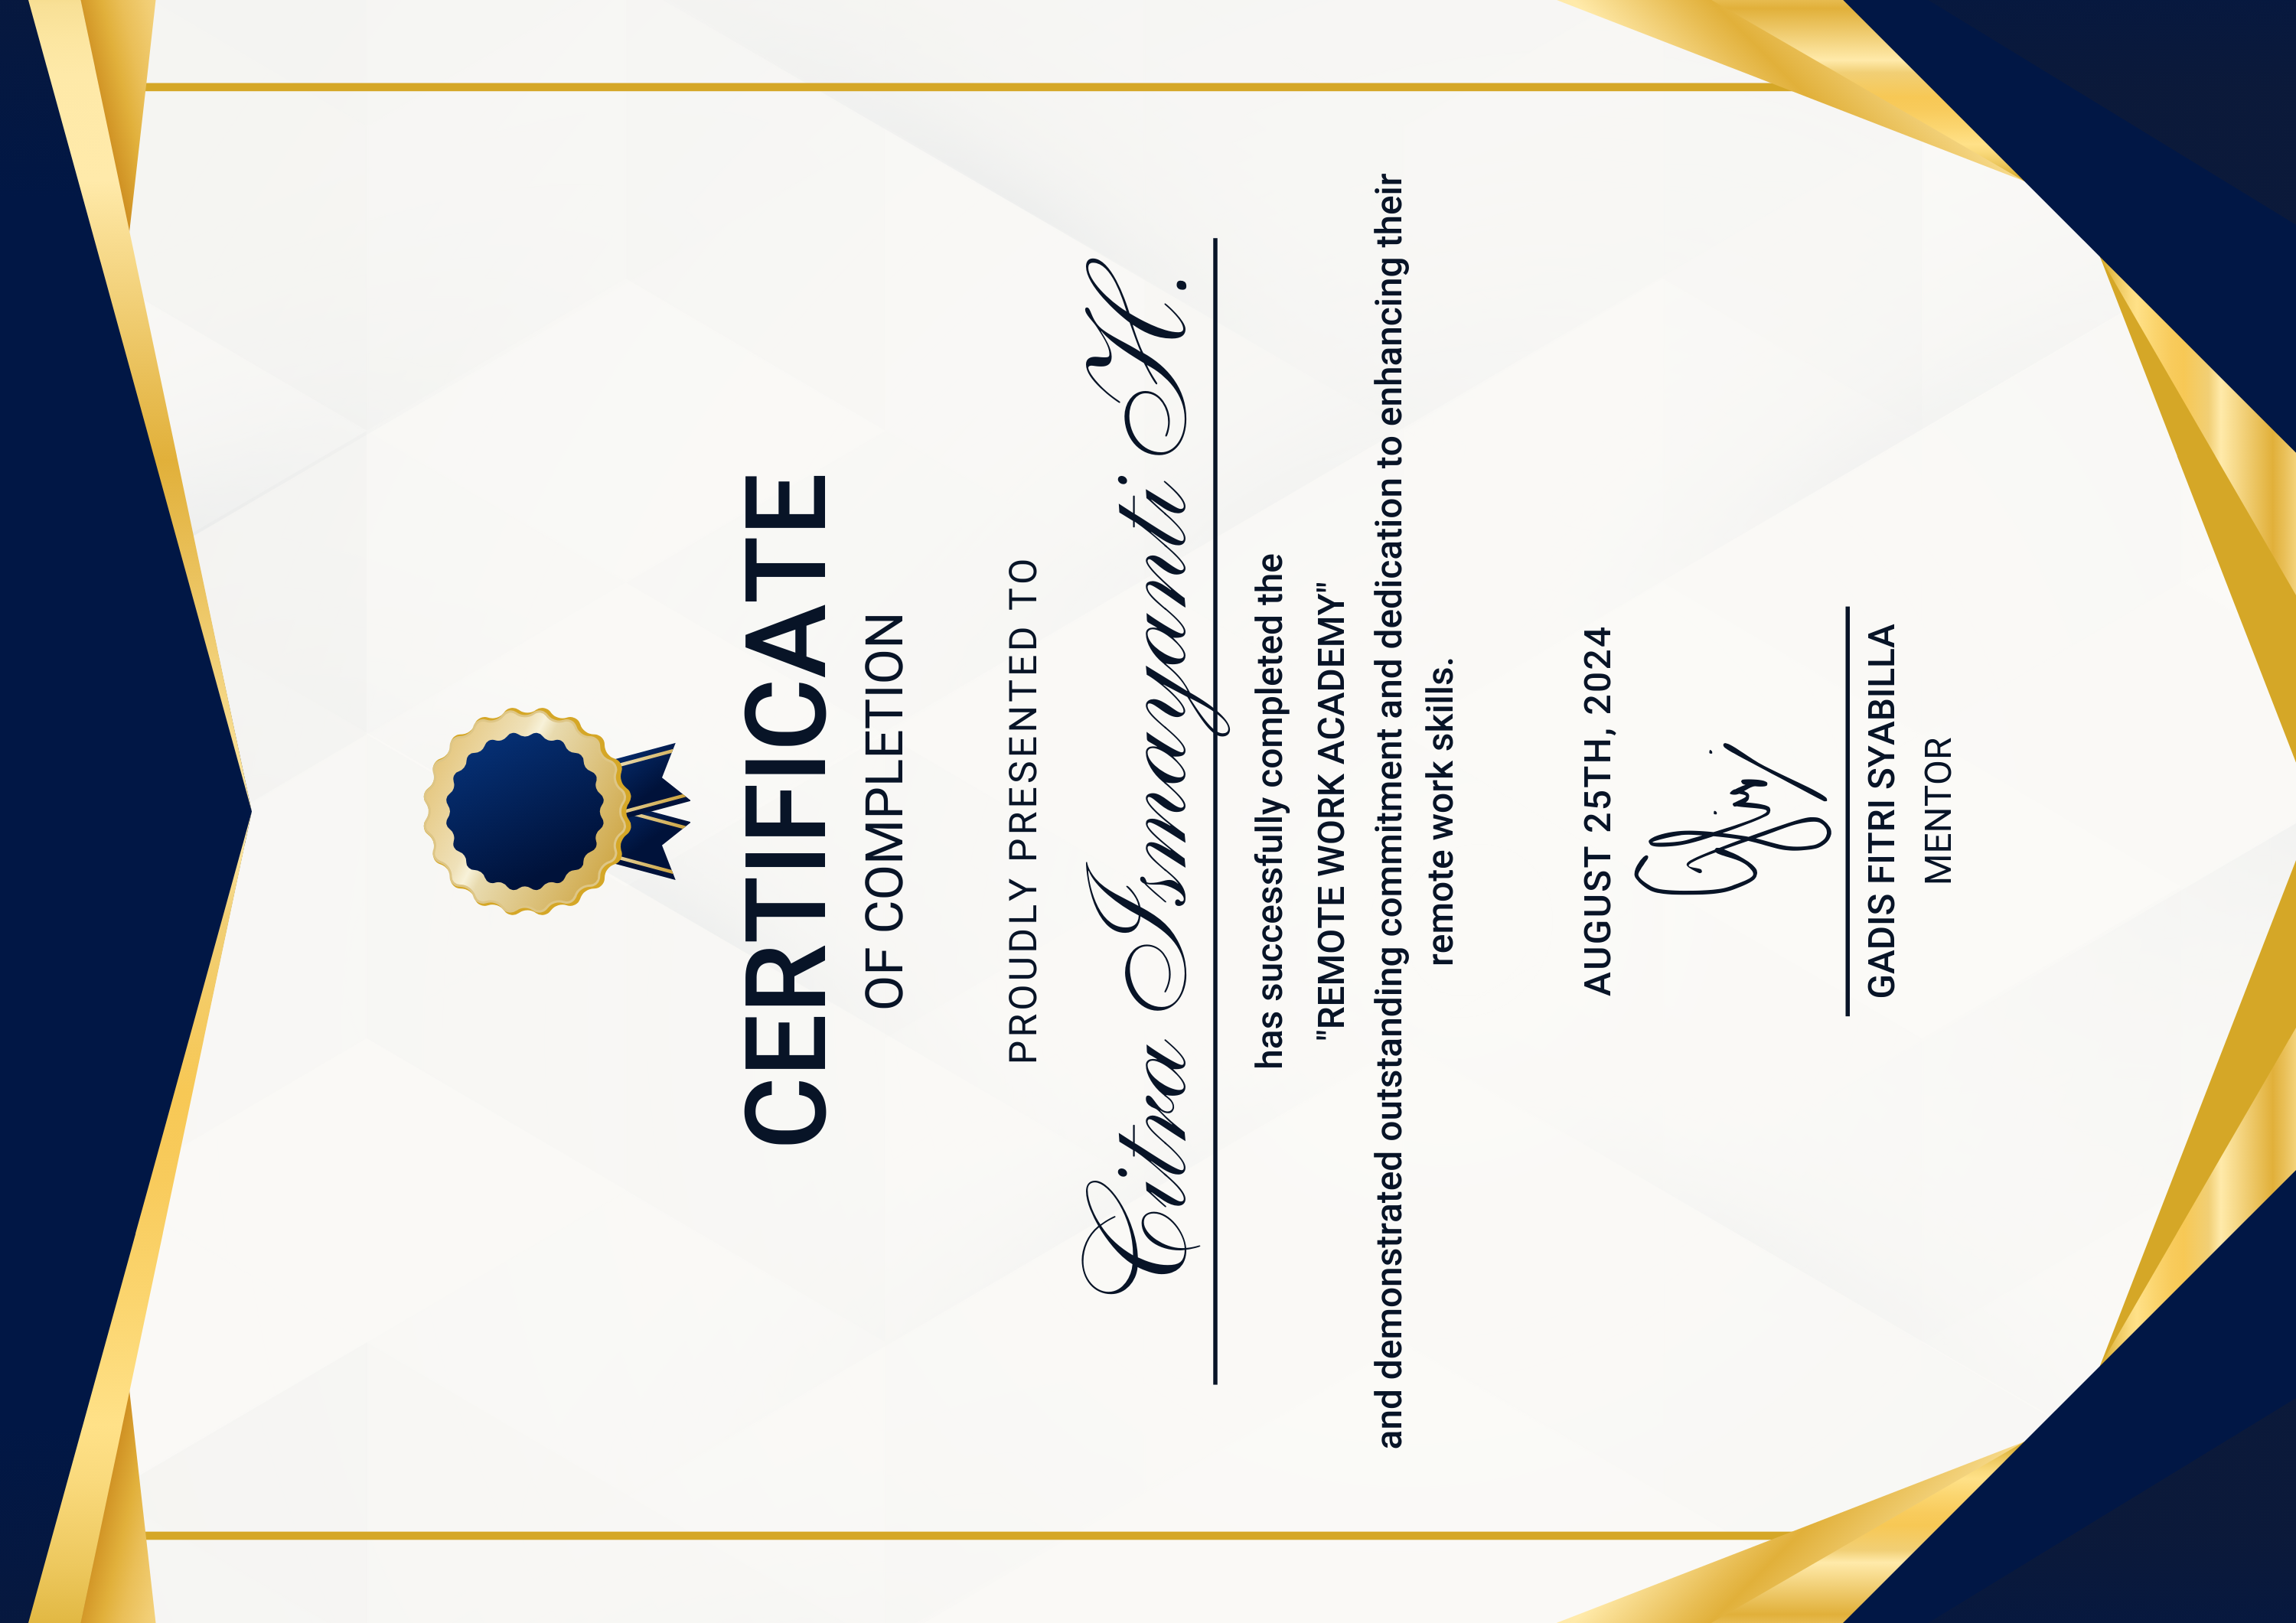 CERTIFICATE
OF COMPLETION
PROUDLY PRESENTED TO
Citra Ismayanti H.
has successfully completed the
"REMOTE WORK ACADEMY"
and demonstrated outstanding commitment and dedication to enhancing their
remote work skills.
AUGUST 25TH, 2024
GADIS FITRI SYABILLA
MENTOR